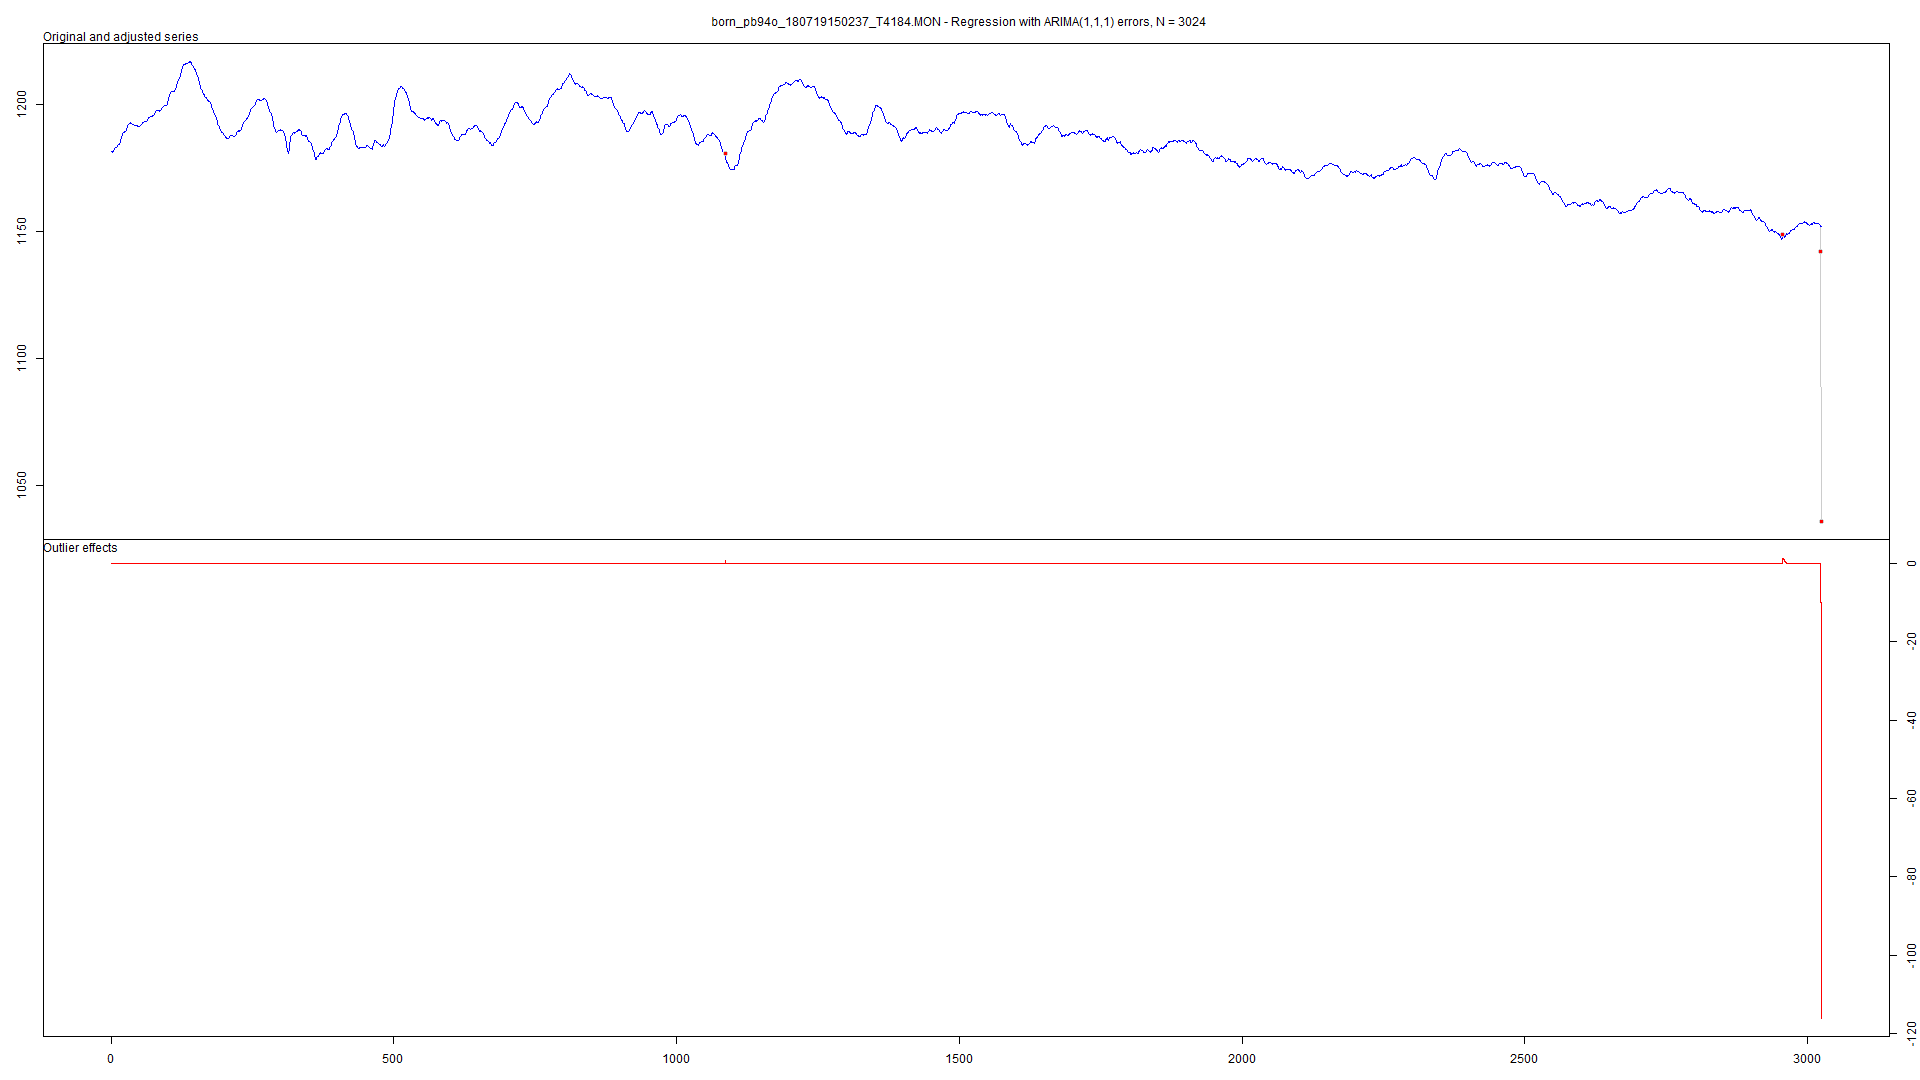 born_pb94o_180719150237_T4184.MON - Regression with ARIMA(1,1,1) errors, N = 3024
Original and adjusted series
1200
1150
1100
1050
Outlier effects
0
-20
-40
-60
-80
-100
-120
0 500 1000 1500 2000 2500 3000